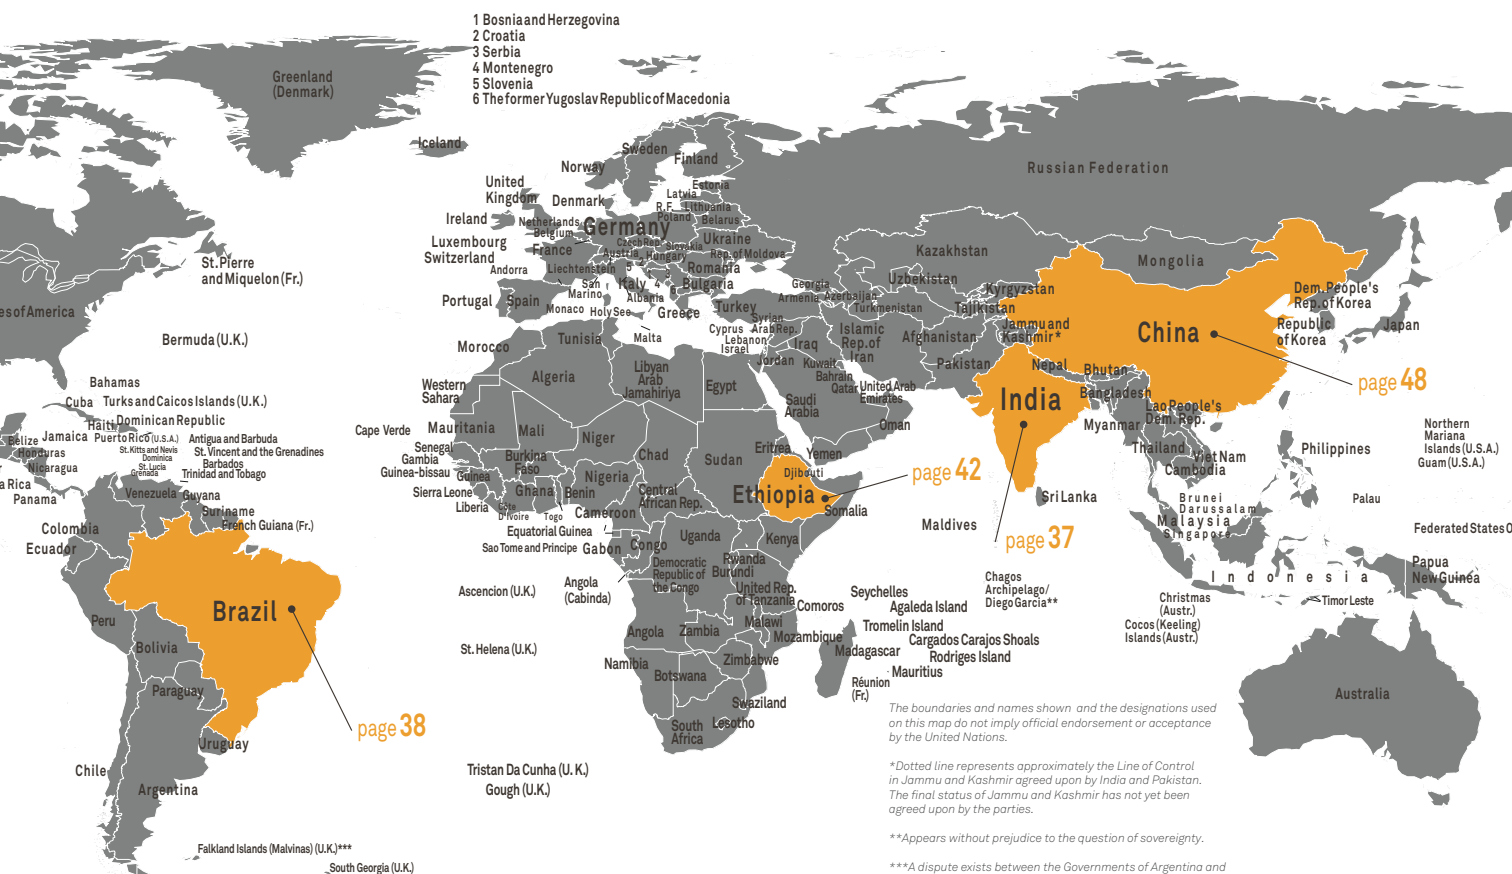 1 Bosnia and Herzegovina
2 Croatia
3 Serbia
4 Montenegro
5 Slovenia
6 The former Yugoslav Republic of Macedonia
Greenland
(Denmark)
Iceland
Sweden
Finland
Norway
Russian Federation
United
Kingdom
Denmark
Estonia
Latvia
R.F.
Lithuania
Ireland
Netherlands
Belgium
Germany
Poland
Belarus
Luxembourg
Switzerland
France
Czech Rep.
Slovakia
Ukraine
Austria
Hungary
Rep. of Moldova
Andorra
Liechtenstein
5
2
1
3
Romania
San
Marino
Italy
4
6
Bulgaria
Albania
Portugal
Spain
Monaco
Holy See
Greece
Turkey
Malta
Cyprus
Lebanon
Israel
Syrian
Arab Rep.
Georgia
Armenia
Azerbaijan
Kazakhstan
Uzbekistan
Turkmenistan
Kyrgyzstan
Tajikistan
Mongolia
Dem. People's
Rep. of Korea
Republic
of Korea
Japan
China
page 48
Jammu and
Kashmir*
Afghanistan
Islamic
Rep. of
Iran
Iraq
Jordan
Kuwait
Bahrain
Qatar
United Arab
Emirates
Saudi
Arabia
Oman
Yemen
Pakistan
Nepal
Bhutan
Bangladesh
India
page 37
Myanmar
Lao People's
Dem. Rep.
Thailand
Viet Nam
Cambodia
Philippines
Northern
Mariana
Islands (U.S.A.)
Guam (U.S.A.)
Palau
Federated States O
Sri Lanka
Maldives
Brunei
Darussalam
Malaysia
Singapore
Indonesia
Papua
New Guinea
Timor Leste
Christmas
(Austr.)
Cocos (Keeling)
Islands (Austr.)
Australia
Chagos
Archipelago/
Diego Garcia**
St. Pierre
and Miquelon (Fr.)
es of America
Bermuda (U.K.)
Bahamas
Cuba
Turks and Caicos Islands (U.K.)
Haiti
Dominican Republic
Jamaica
Puerto Rico (U.S.A.)
Antigua and Barbuda
St. Kitts and Nevis
St. Vincent and the Grenadines
Dominica
Barbados
St. Lucia
Grenada
Trinidad and Tobago
Belize
Honduras
Nicaragua
a Rica
Panama
Venezuela
Guyana
Suriname
French Guiana (Fr.)
Colombia
Ecuador
Peru
Brazil
page 38
Bolivia
Paraguay
Uruguay
Chile
Argentina
Falkland Islands (Malvinas) (U.K.)***
South Georgia (U.K.)
Morocco
Tunisia
Algeria
Libyan
Arab
Jamahiriya
Egypt
Western
Sahara
Cape Verde
Mauritania
Mali
Niger
Chad
Sudan
Eritrea
Djibouti
Ethiopia
page 42
Somalia
Senegal
Gambia
Guinea-bissau
Guinea
Sierra Leone
Liberia
Burkina
Faso
Côte
D'Ivoire
Ghana
Togo
Benin
Nigeria
Cameroon
Central
African Rep.
Equatorial Guinea
Sao Tome and Principe
Gabon
Congo
Uganda
Kenya
Rwanda
Burundi
Democratic
Republic of
the Congo
United Rep.
of Tanzania
Angola
(Cabinda)
Ascencion (U.K.)
St. Helena (U.K.)
Angola
Zambia
Malawi
Mozambique
Zimbabwe
Namibia
Botswana
Swaziland
Lesotho
South
Africa
Comoros
Seychelles
Agaleda Island
Tromelin Island
Cargados Carajos Shoals
Madagascar
Rodriges Island
Mauritius
Réunion
(Fr.)
Tristan Da Cunha (U.K.)
Gough (U.K.)
The boundaries and names shown and the designations used
on this map do not imply official endorsement or acceptance
by the United Nations.
*Dotted line represents approximately the Line of Control
in Jammu and Kashmir agreed upon by India and Pakistan.
The final status of Jammu and Kashmir has not yet been
agreed upon by the parties.
**Appears without prejudice to the question of sovereignty.
***A dispute exists between the Governments of Argentina and